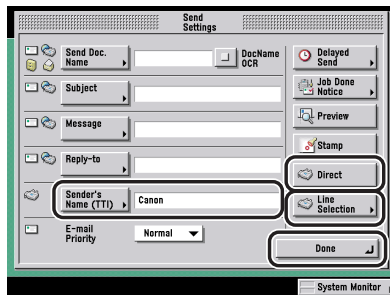 Send
Settings
Send Doc.
Name
DocName
OCR
Delayed
Send
Subject
Job Done
Notice
Message
Preview
Stamp
Reply-to
Direct
Sender's
Name (TTI)
Canon
Line
Selection
E-mail
Priority
Normal
Done
System Monitor